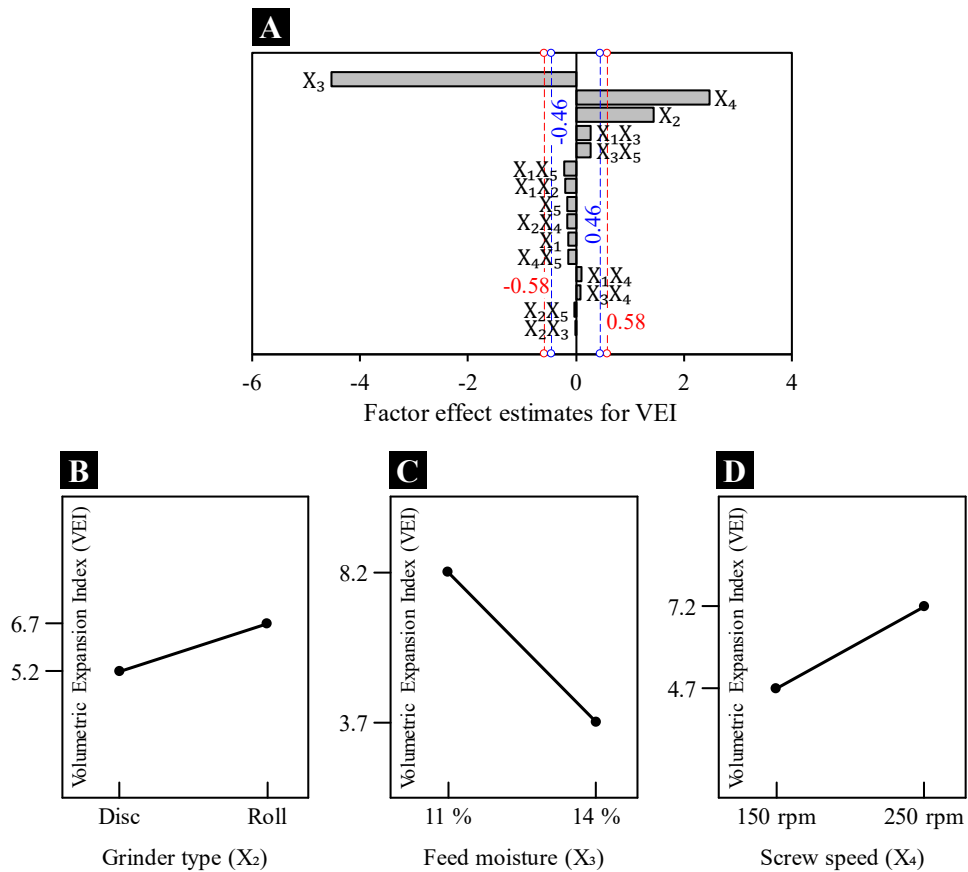 A
X₃
X₄
-0.46
X₂
X₁X₃
X₃X₅
X₁X₅
X₁X₂
X₅
0.46
X₂X₄
X₁
X₄X₅
X₁X₄
-0.58
X₃X₄
X₂X₅
0.58
X₂X₃
-6 -4 -2 0 2 4
Factor effect estimates for VEI
B
Volumetric Expansion Index (VEI)
6.7
5.2
Disc Roll
Grinder type (X₂)
C
Volumetric Expansion Index (VEI)
8.2
3.7
11 % 14 %
Feed moisture (X₃)
D
Volumetric Expansion Index (VEI)
7.2
4.7
150 rpm 250 rpm
Screw speed (X₄)